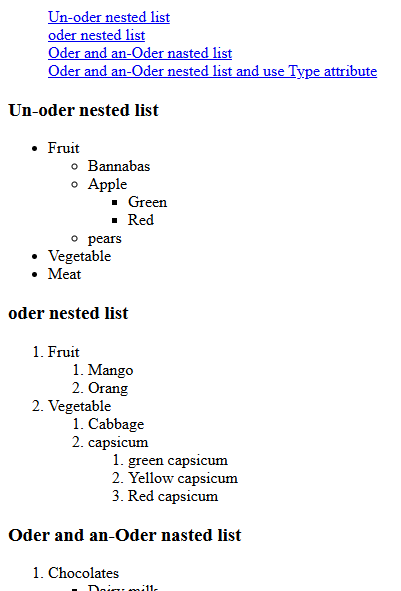 Un-oder nested list
oder nested list
Oder and an-Oder nasted list
Oder and an-Oder nested list and use Type attribute
Un-oder nested list
Fruit
Bannabas
Apple
Green
Red
pears
Vegetable
Meat
oder nested list
1. Fruit
1. Mango
2. Orang
2. Vegetable
1. Cabbage
2. capsicum
1. green capsicum
2. Yellow capsicum
3. Red capsicum
Oder and an-Oder nasted list
1. Chocolates
Dairy milk